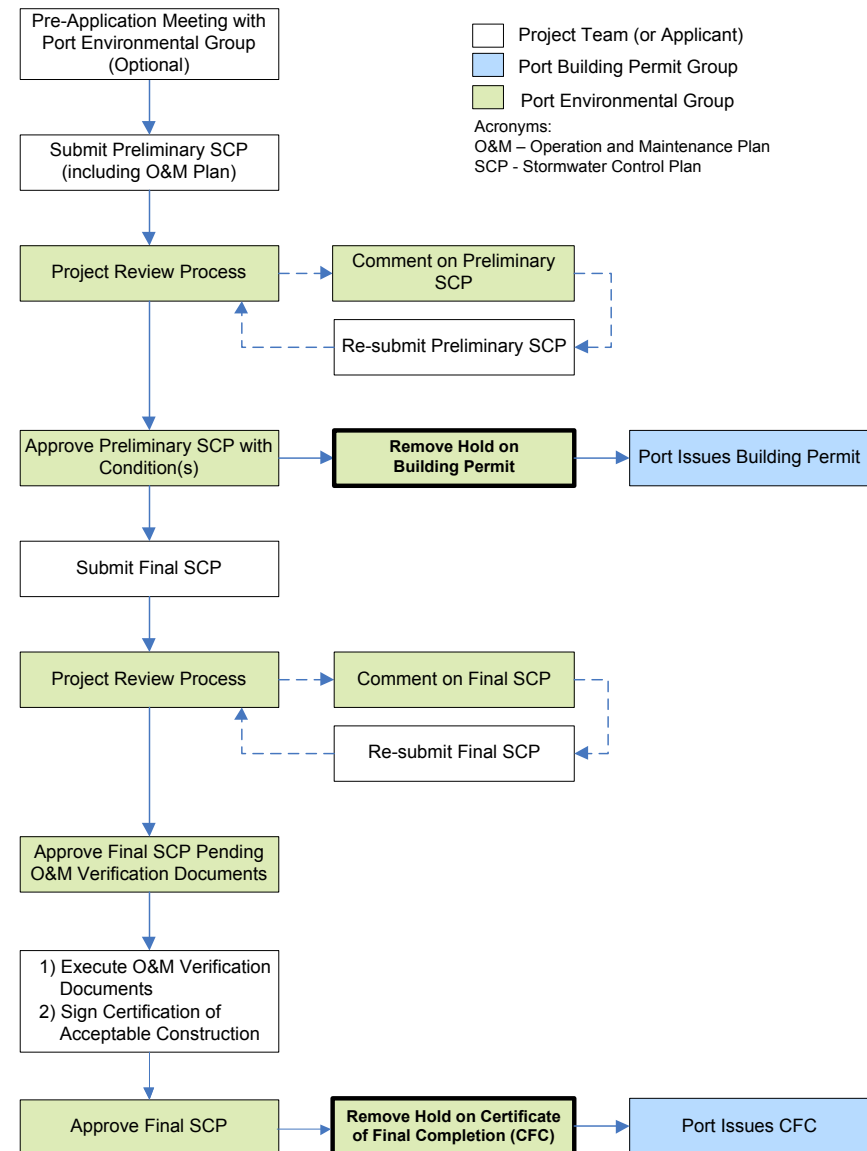 Pre-Application Meeting with
Port Environmental Group
(Optional)
Project Team (or Applicant)
Port Building Permit Group
Port Environmental Group
Acronyms:
O&M – Operation and Maintenance Plan
SCP - Stormwater Control Plan
Submit Preliminary SCP
(including O&M Plan)
Project Review Process
Comment on Preliminary
SCP
Re-submit Preliminary SCP
Approve Preliminary SCP with
Condition(s)
Remove Hold on
Building Permit
Port Issues Building Permit
Submit Final SCP
Project Review Process
Comment on Final SCP
Re-submit Final SCP
Approve Final SCP Pending
O&M Verification Documents
1) Execute O&M Verification
Documents
2) Sign Certification of
Acceptable Construction
Approve Final SCP
Remove Hold on Certificate
of Final Completion (CFC)
Port Issues CFC